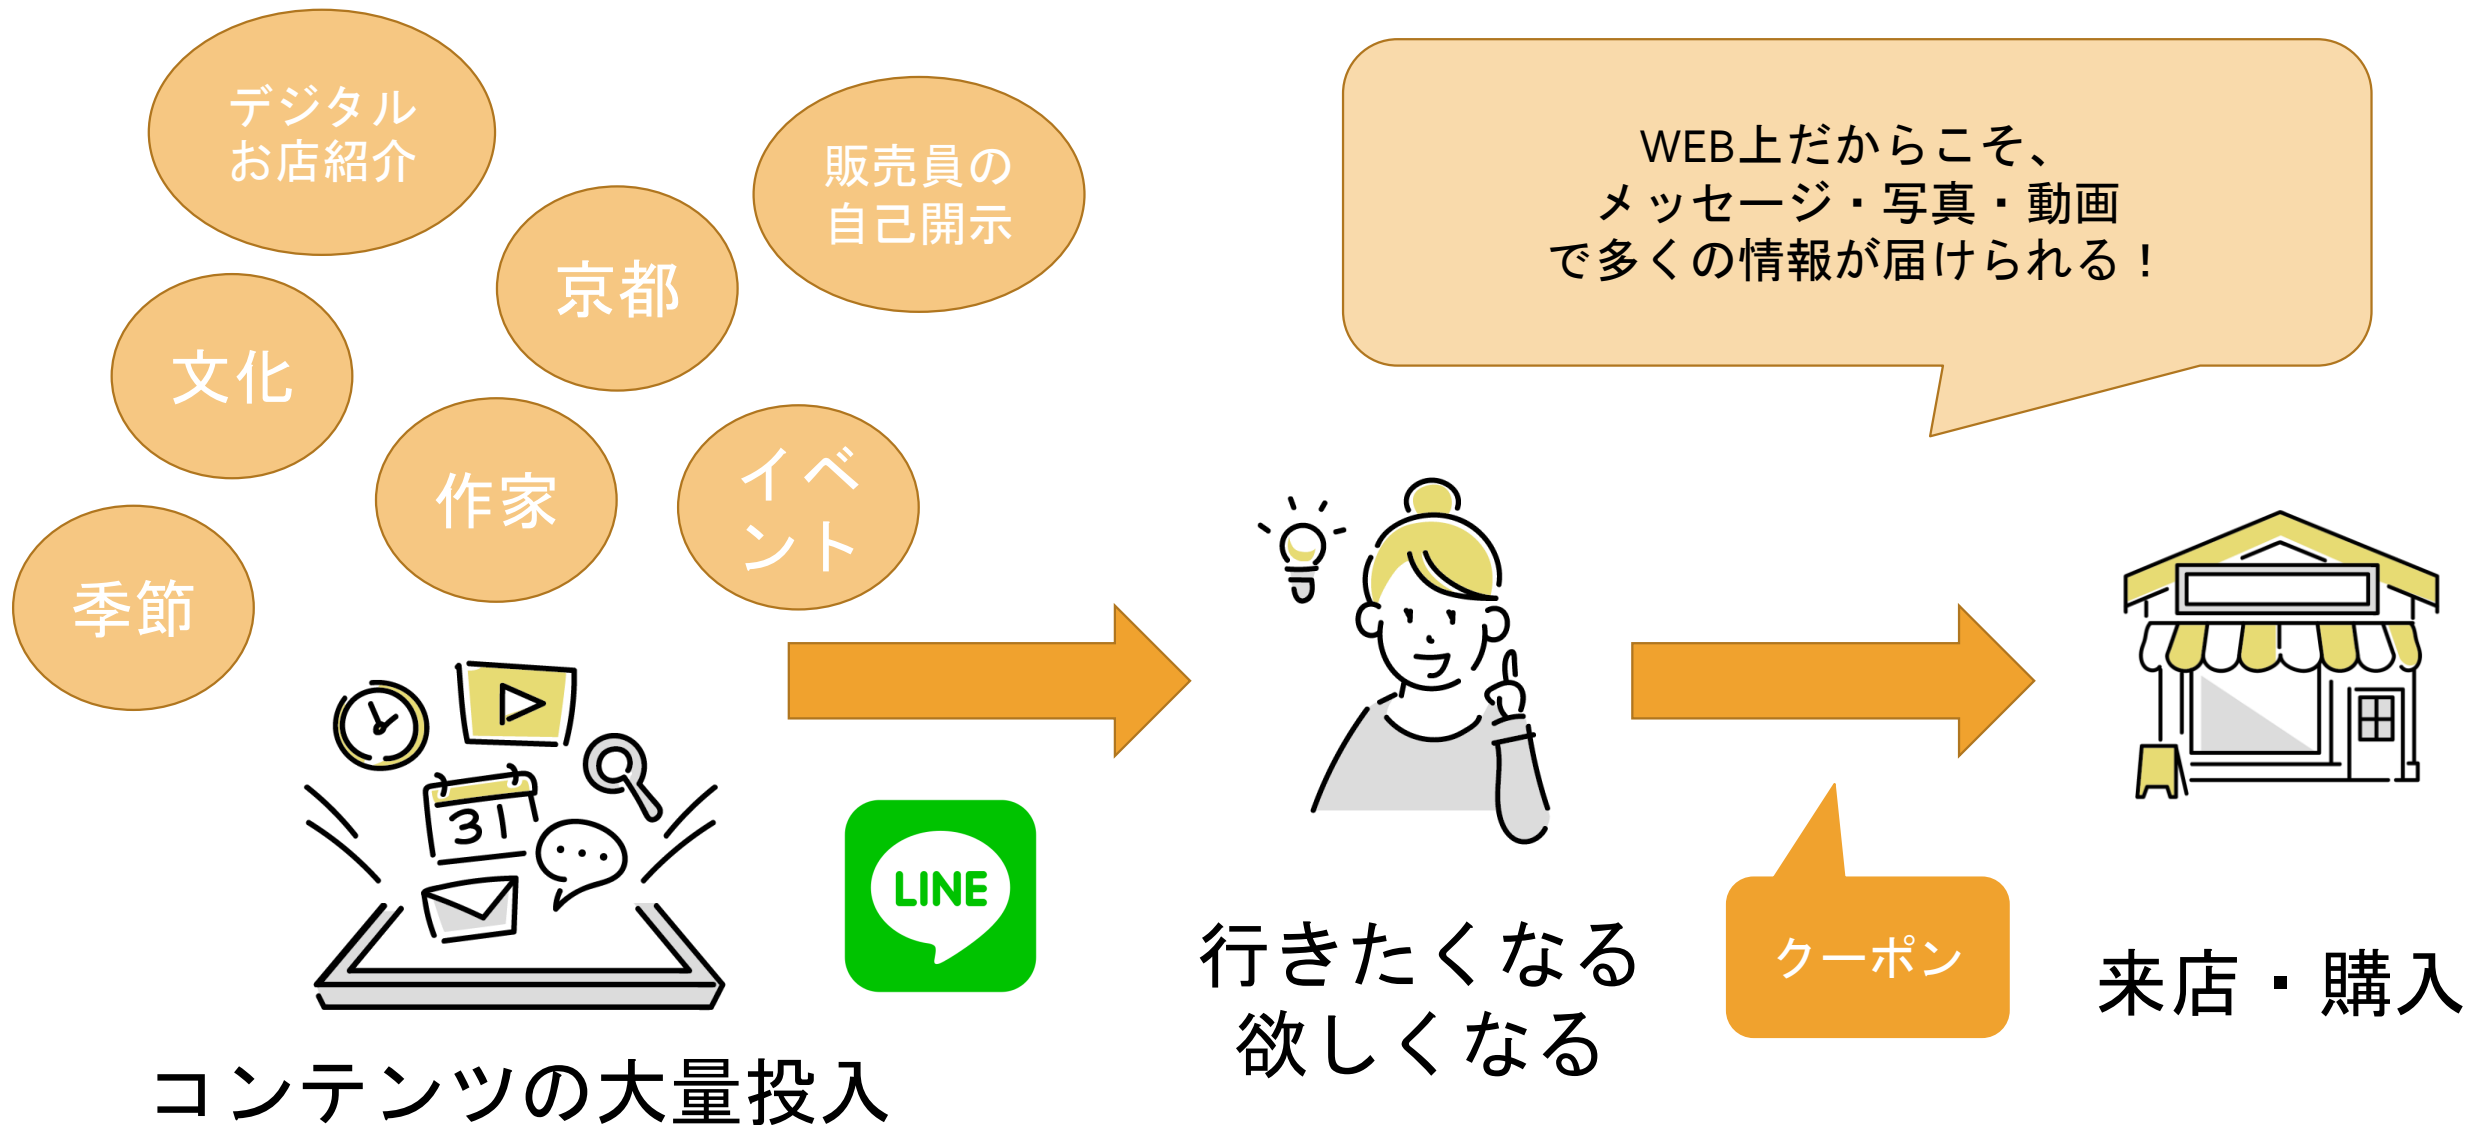 デジタル
お店紹介
販売員の
自己開示
京都
文化
作家
イベ
ント
季節
31
コンテンツの大量投入
LINE
WEB上だからこそ、
メッセージ・写真・動画
で多くの情報が届けられる！
行きたくなる
欲しくなる
クーポン
来店・購入